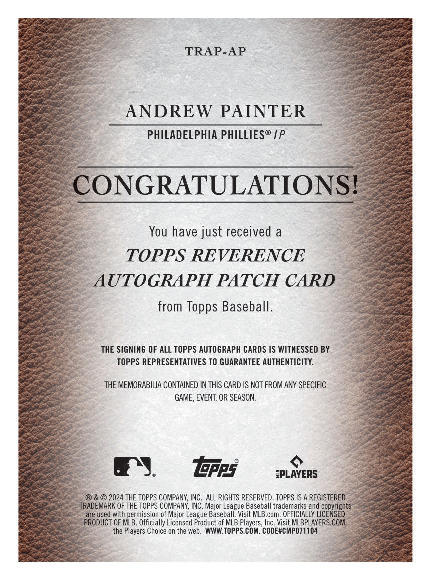 TRAP-AP
ANDREW PAINTER
PHILADELPHIA PHILLIES® / P
CONGRATULATIONS!
You have just received a
TOPPS REVERENCE
AUTOGRAPH PATCH CARD
from Topps Baseball.
THE SIGNING OF ALL TOPPS AUTOGRAPH CARDS IS WITNESSED BY
TOPPS REPRESENTATIVES TO GUARANTEE AUTHENTICITY.
THE MEMORABILIA CONTAINED IN THIS CARD IS NOT FROM ANY SPECIFIC
GAME, EVENT, OR SEASON.
® Topps® MLBPLAYERS
® & © 2024 THE TOPPS COMPANY, INC. ALL RIGHTS RESERVED. TOPPS IS A REGISTERED
TRADEMARK OF THE TOPPS COMPANY, INC. Major League Baseball trademarks and copyrights
are used with permission of Major League Baseball. Visit MLB.com. OFFICIALLY LICENSED
PRODUCT OF MLB. Officially Licensed Product of MLB Players, Inc. Visit MLBPLAYERS.COM,
the Players Choice on the web. WWW.TOPPS.COM. CODE#CMP071104